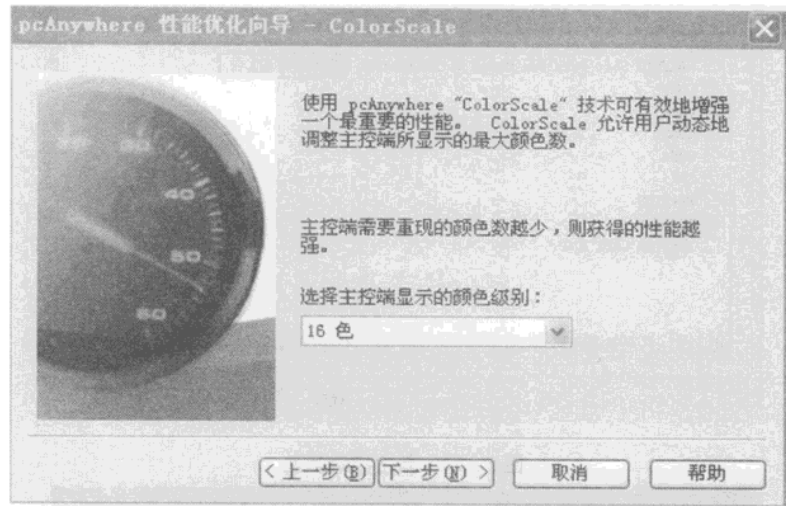 pcAnywhere 性能优化向导 - ColorScale
使用 pcAnywhere "ColorScale" 技术可有效地增强
一个最重要的性能。 ColorScale 允许用户动态地
调整主控端所显示的最大颜色数。
主控端需要重现的颜色数越少，则获得的性能越
强。
选择主控端显示的颜色级别：
16 色
< 上一步(B) 下一步(N) > 取消 帮助
40
50
60